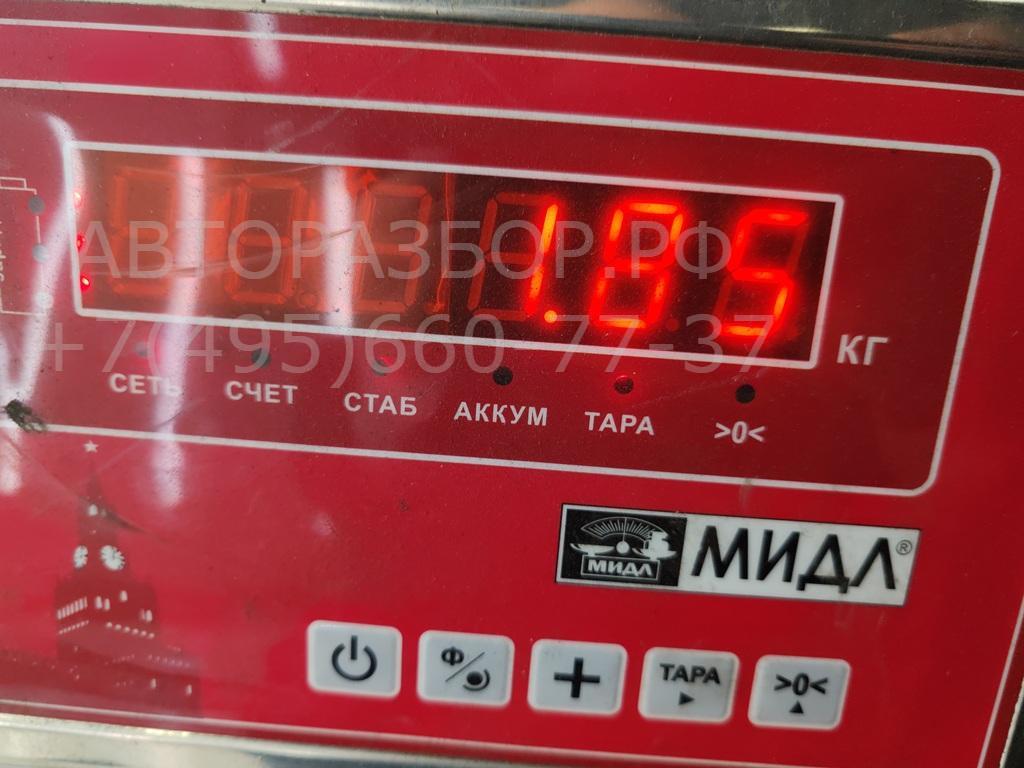 1.85
КГ
АВТОРАЗБОР.РФ
+7(495)660-77-37
СЕТЬ СЧЕТ СТАБ АККУМ ТАРА >0<
МИДЛ МИДЛ®
Ф ТАРА >0<